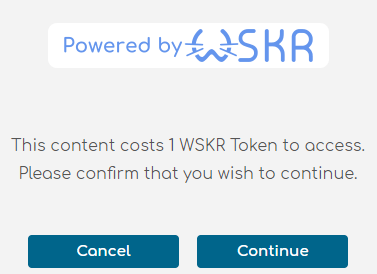 Powered by WSKR
This content costs 1 WSKR Token to access.
Please confirm that you wish to continue.
Cancel Continue